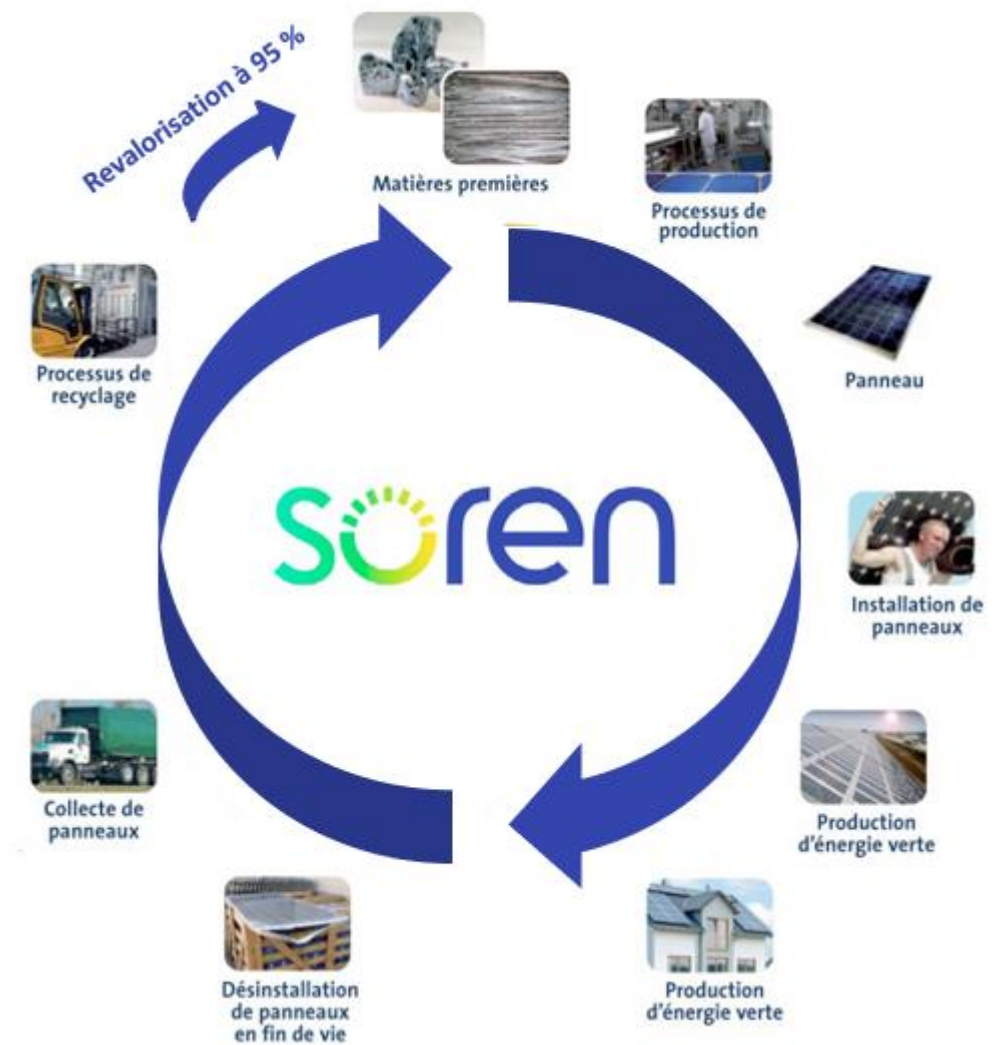 Revalorisation à 95 %
Matières premières
Processus de
production
Panneau
Installation de
panneaux
Production
d'énergie verte
Production
d'énergie verte
Désinstallation
de panneaux
en fin de vie
Collecte de
panneaux
Processus de
recyclage
soren